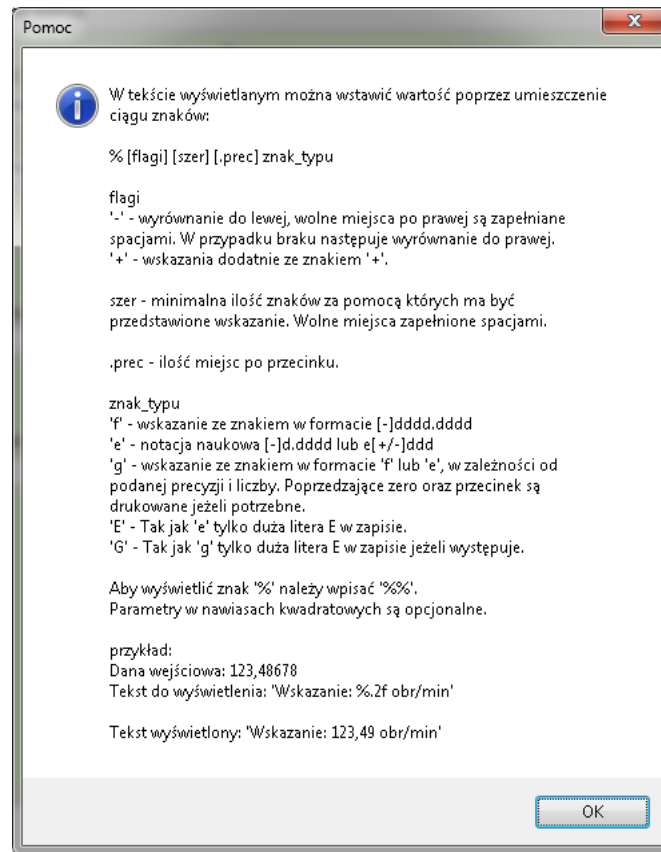 Pomoc
W tekście wyświetlanym można wstawić wartość poprzez umieszczenie
ciągu znaków:
% [flagi] [szer] [.prec] znak_typu
flagi
'-' - wyrównanie do lewej, wolne miejsca po prawej są zapełniane
spacjami. W przypadku braku następuje wyrównanie do prawej.
'+' - wskazania dodatnie ze znakiem '+'.
szer - minimalna ilość znaków za pomocą których ma być
przedstawione wskazanie. Wolne miejsca zapełnione spacjami.
.prec - ilość miejsc po przecinku.
znak_typu
'f' - wskazanie ze znakiem w formacie [-]dddd.dddd
'e' - notacja naukowa [-]d.dddd lub e[+/-]ddd
'g' - wskazanie ze znakiem w formacie 'f' lub 'e', w zależności od
podanej precyzji i liczby. Poprzedzające zero oraz przecinek są
drukowane jeżeli potrzebne.
'E' - Tak jak 'e' tylko duża litera E w zapisie.
'G' - Tak jak 'g' tylko duża litera E w zapisie jeżeli występuje.
Aby wyświetlić znak '%' należy wpisać '%%'.
Parametry w nawiasach kwadratowych są opcjonalne.
przykład:
Dana wejściowa: 123,48678
Tekst do wyświetlenia: 'Wskazanie: %.2f obr/min'
Tekst wyświetlony: 'Wskazanie: 123,49 obr/min'
OK